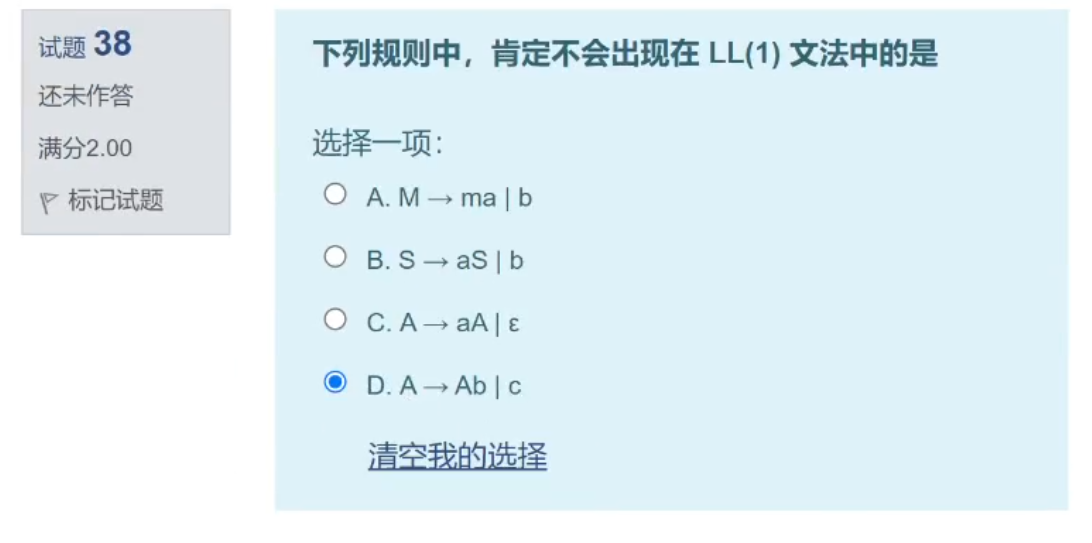 试题 38
还未作答
满分2.00
标记试题
下列规则中，肯定不会出现在 LL(1) 文法中的是
选择一项：
A. M → ma | b
B. S → aS | b
C. A → aA | ε
D. A → Ab | c
清空我的选择